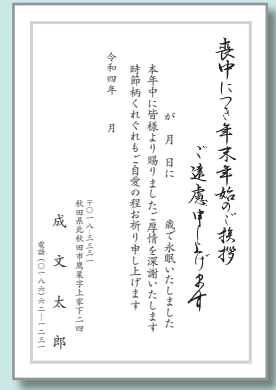 喪中につき年末年始のご挨拶
ご遠慮申し上げます
が　月　日に　　歳で永眠いたしました
本年中に皆様より賜りましたご厚情を深謝いたします
時節柄くれぐれもご自愛の程お祈り申し上げます
令和四年　　月
〒〇一八-三三三一
秋田県北秋田市鷹巣字上家下二四
成文太郎
電話(〇一八六)六二―一二三一